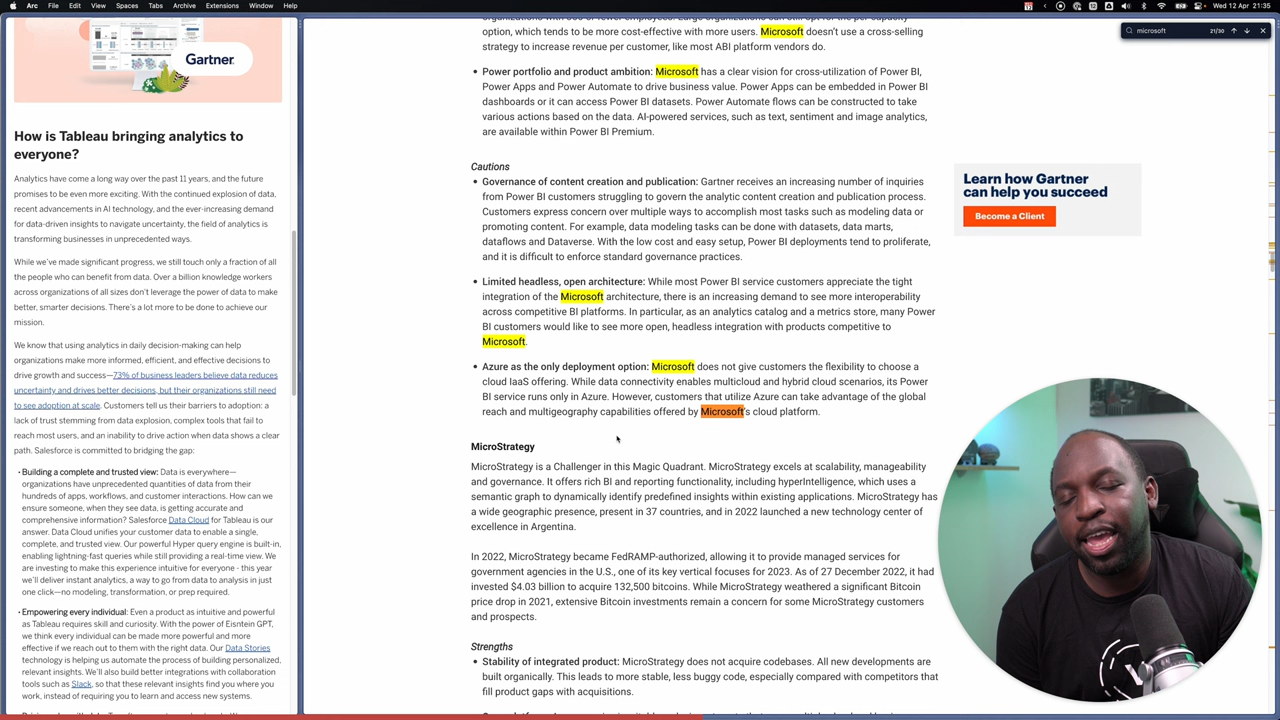 Arc File Edit View Spaces Tabs Archive Extensions Window Help
Wed 12 Apr 21:35
microsoft 21/30
Gartner
How is Tableau bringing analytics to
everyone?
Analytics have come a long way over the past 11 years, and the future
promises to be even more exciting. With the continued explosion of data,
recent advancements in AI technology, and the ever-increasing demand
for data-driven insights to navigate uncertainty, the field of analytics is
transforming businesses in unprecedented ways.
While we've made significant progress, we still touch only a fraction of all
the people who can benefit from data. Over a billion knowledge workers
across organizations of all sizes don't leverage the power of data to make
better, smarter decisions. There's a lot more to be done to achieve our
mission.
We know that using analytics in daily decision-making can help
organizations make more informed, efficient, and effective decisions to
drive growth and success—73% of business leaders believe data reduces
uncertainty and drives better decisions, but their organizations still need
to see adoption at scale. Customers tell us their barriers to adoption: a
lack of trust stemming from data explosion, complex tools that fail to
reach most users, and an inability to drive action when data shows a clear
path. Salesforce is committed to bridging the gap:
• Building a complete and trusted view: Data is everywhere—
organizations have unprecedented quantities of data from their
hundreds of apps, workflows, and customer interactions. How can we
ensure someone, when they see data, is getting accurate and
comprehensive information? Salesforce Data Cloud for Tableau is our
answer. Data Cloud unifies your customer data to enable a single,
complete, and trusted view. Our powerful Hyper query engine is built-in,
enabling lightning-fast queries while still providing a real-time view. We
are investing to make this experience intuitive for everyone - this year
we'll deliver instant analytics, a way to go from data to analysis in just
one click—no modeling, transformation, or prep required.
• Empowering every individual: Even a product as intuitive and powerful
as Tableau requires skill and curiosity. With the power of Eisntein GPT,
we think every individual can be made more powerful and more
effective if we reach out to them with the right data. Our Data Stories
technology is helping us automate the process of building personalized,
relevant insights. We'll also build better integrations with collaboration
tools such as Slack, so that these relevant insights find you where you
work, instead of requiring you to learn and access new systems.
option, which tends to be more cost-effective with more users. Microsoft doesn't use a cross-selling
strategy to increase revenue per customer, like most ABI platform vendors do.
• Power portfolio and product ambition: Microsoft has a clear vision for cross-utilization of Power BI,
Power Apps and Power Automate to drive business value. Power Apps can be embedded in Power BI
dashboards or it can access Power BI datasets. Power Automate flows can be constructed to take
various actions based on the data. AI-powered services, such as text, sentiment and image analytics,
are available within Power BI Premium.
Cautions
• Governance of content creation and publication: Gartner receives an increasing number of inquiries
from Power BI customers struggling to govern the analytic content creation and publication process.
Customers express concern over multiple ways to accomplish most tasks such as modeling data or
promoting content. For example, data modeling tasks can be done with datasets, data marts,
dataflows and Dataverse. With the low cost and easy setup, Power BI deployments tend to proliferate,
and it is difficult to enforce standard governance practices.
• Limited headless, open architecture: While most Power BI service customers appreciate the tight
integration of the Microsoft architecture, there is an increasing demand to see more interoperability
across competitive BI platforms. In particular, as an analytics catalog and a metrics store, many Power
BI customers would like to see more open, headless integration with products competitive to
Microsoft.
• Azure as the only deployment option: Microsoft does not give customers the flexibility to choose a
cloud IaaS offering. While data connectivity enables multicloud and hybrid cloud scenarios, its Power
BI service runs only in Azure. However, customers that utilize Azure can take advantage of the global
reach and multigeography capabilities offered by Microsoft's cloud platform.
MicroStrategy
MicroStrategy is a Challenger in this Magic Quadrant. MicroStrategy excels at scalability, manageability
and governance. It offers rich BI and reporting functionality, including hyperIntelligence, which uses a
semantic graph to dynamically identify predefined insights within existing applications. MicroStrategy has
a wide geographic presence, present in 37 countries, and in 2022 launched a new technology center of
excellence in Argentina.
In 2022, MicroStrategy became FedRAMP-authorized, allowing it to provide managed services for
government agencies in the U.S., one of its key vertical focuses for 2023. As of 27 December 2022, it had
invested $4.03 billion to acquire 132,500 bitcoins. While MicroStrategy weathered a significant Bitcoin
price drop in 2021, extensive Bitcoin investments remain a concern for some MicroStrategy customers
and prospects.
Strengths
• Stability of integrated product: MicroStrategy does not acquire codebases. All new developments are
built organically. This leads to more stable, less buggy code, especially compared with competitors that
fill product gaps with acquisitions.
Learn how Gartner
can help you succeed
Become a Client